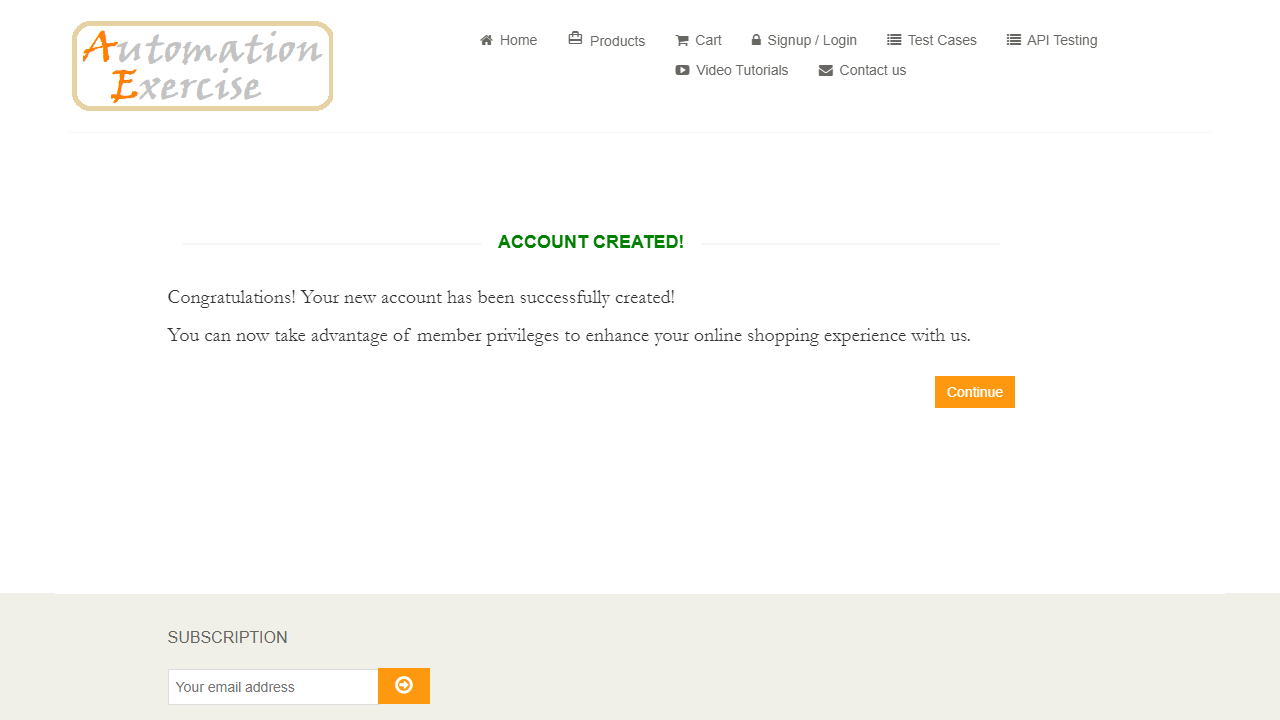 Automation
Exercise
Home
Products
Cart
Signup / Login
Test Cases
API Testing
Video Tutorials
Contact us
ACCOUNT CREATED!
Congratulations! Your new account has been successfully created!
You can now take advantage of member privileges to enhance your online shopping experience with us.
Continue
SUBSCRIPTION
Your email address